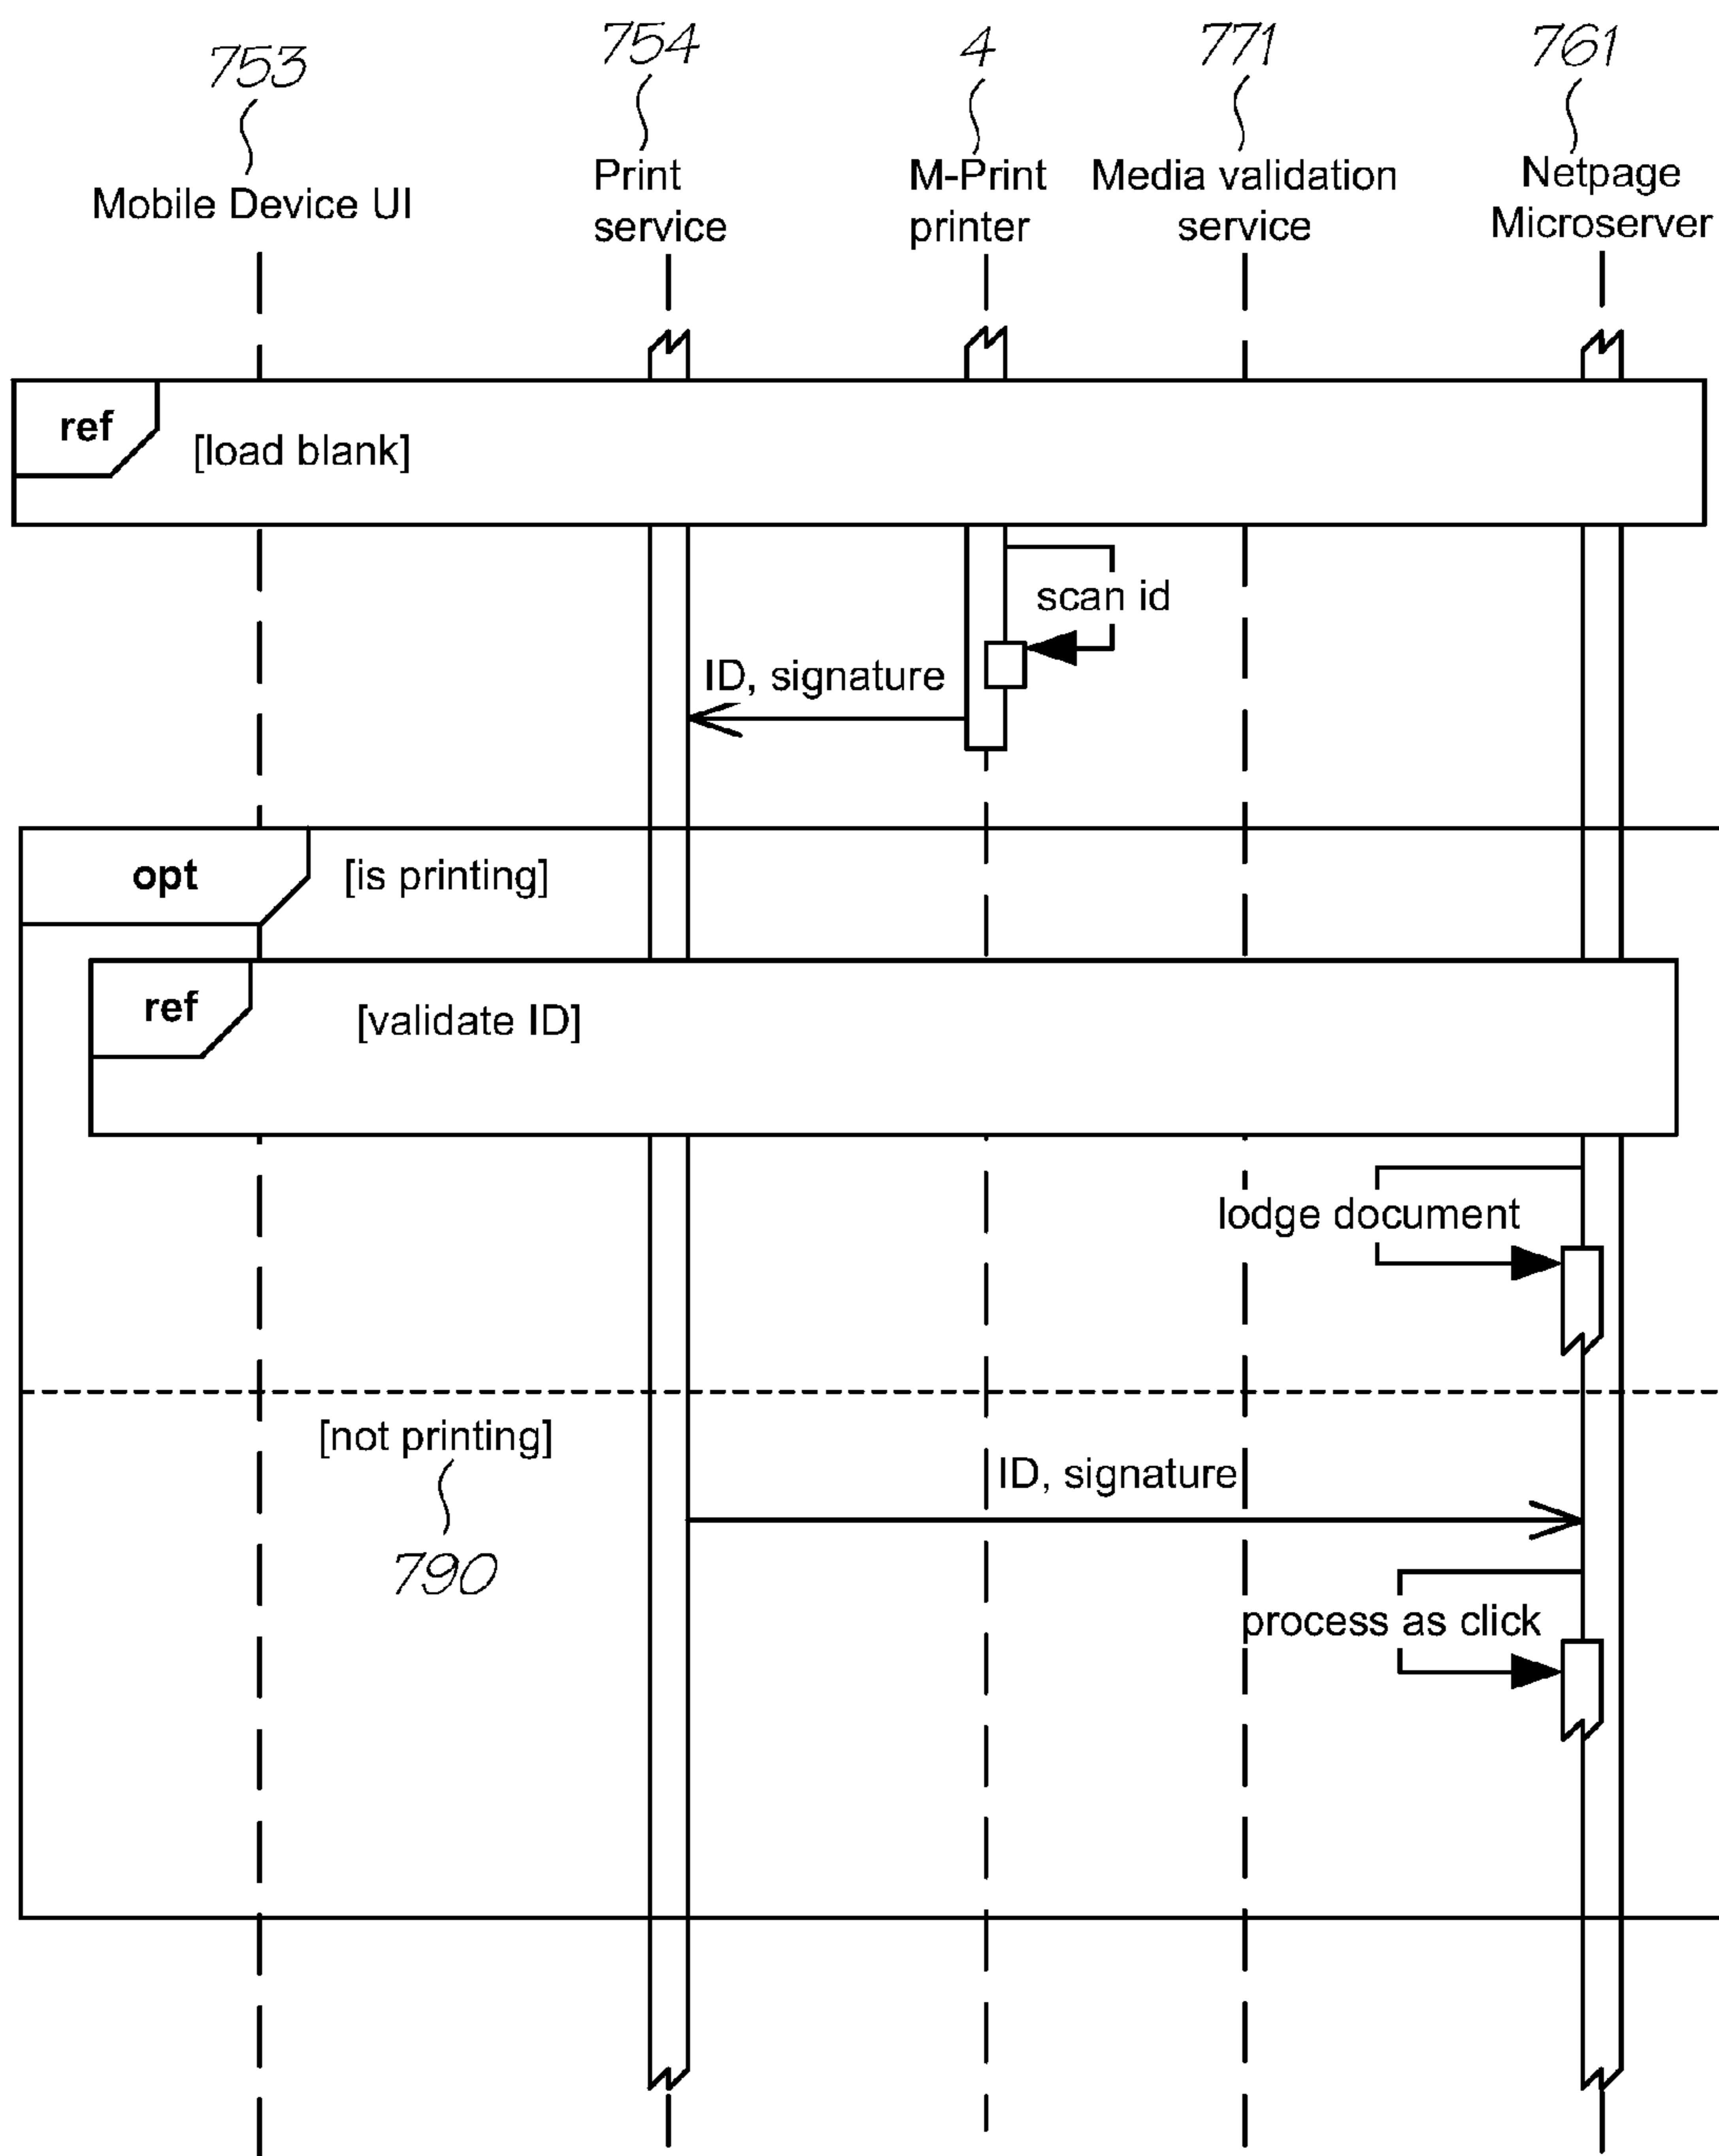 753
754
4
771
761
Mobile Device UI
Print
service
M-Print
printer
Media validation
service
Netpage
Microserver
ref
[load blank]
scan id
ID, signature
opt
[is printing]
ref
[validate ID]
lodge document
[not printing]
ID, signature
790
process as click